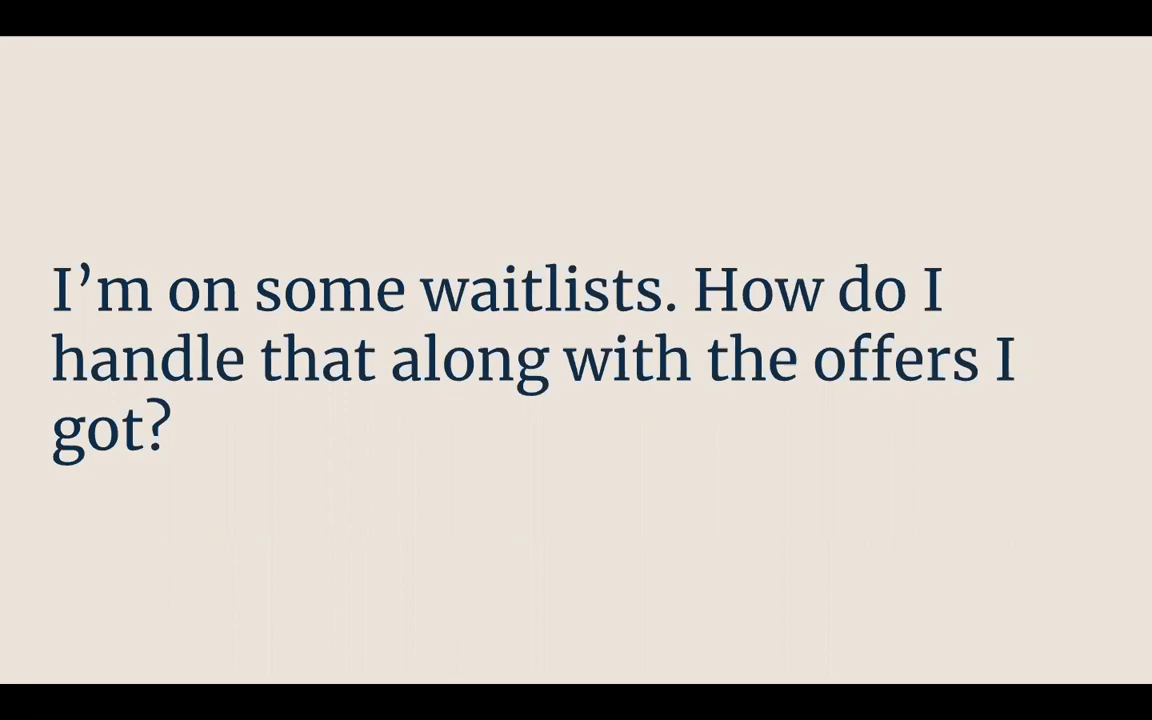 I’m on some waitlists. How do I
handle that along with the offers I
got?